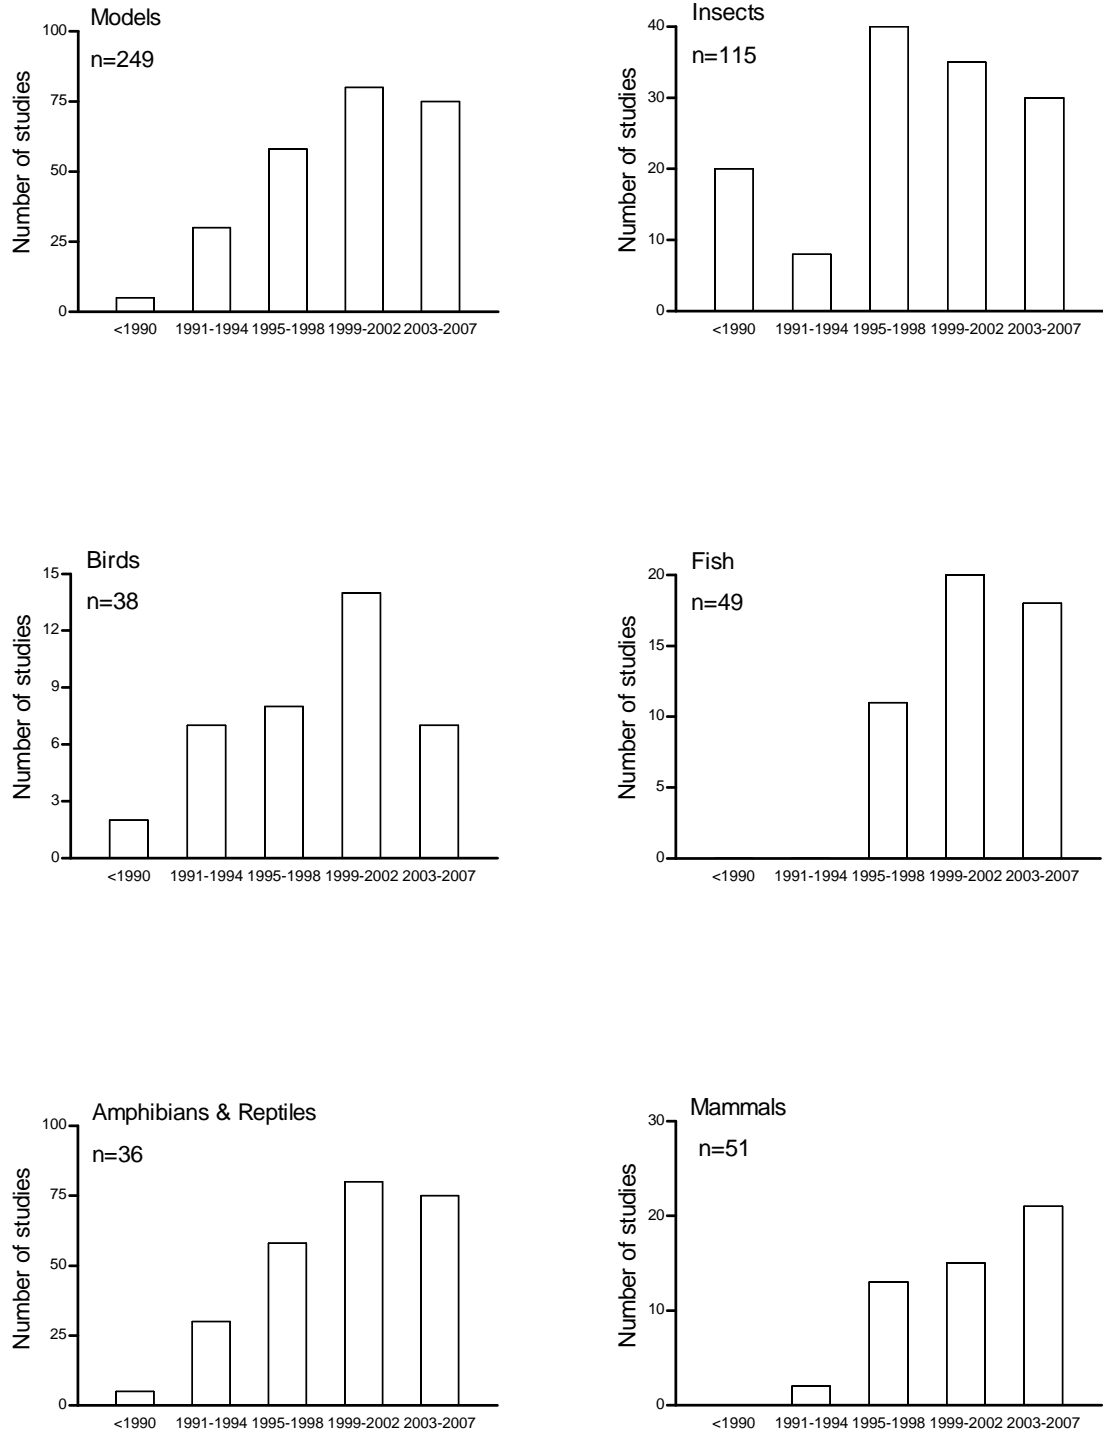 Models
n=249
Number of studies
100
75
50
25
0
<1990 1991-1994 1995-1998 1999-2002 2003-2007
Insects
n=115
Number of studies
40
30
20
10
0
<1990 1991-1994 1995-1998 1999-2002 2003-2007
Birds
n=38
Number of studies
15
12
9
6
3
0
<1990 1991-1994 1995-1998 1999-2002 2003-2007
Fish
n=49
Number of studies
20
15
10
5
0
<1990 1991-1994 1995-1998 1999-2002 2003-2007
Amphibians & Reptiles
n=36
Number of studies
100
75
50
25
0
<1990 1991-1994 1995-1998 1999-2002 2003-2007
Mammals
n=51
Number of studies
30
20
10
0
<1990 1991-1994 1995-1998 1999-2002 2003-2007